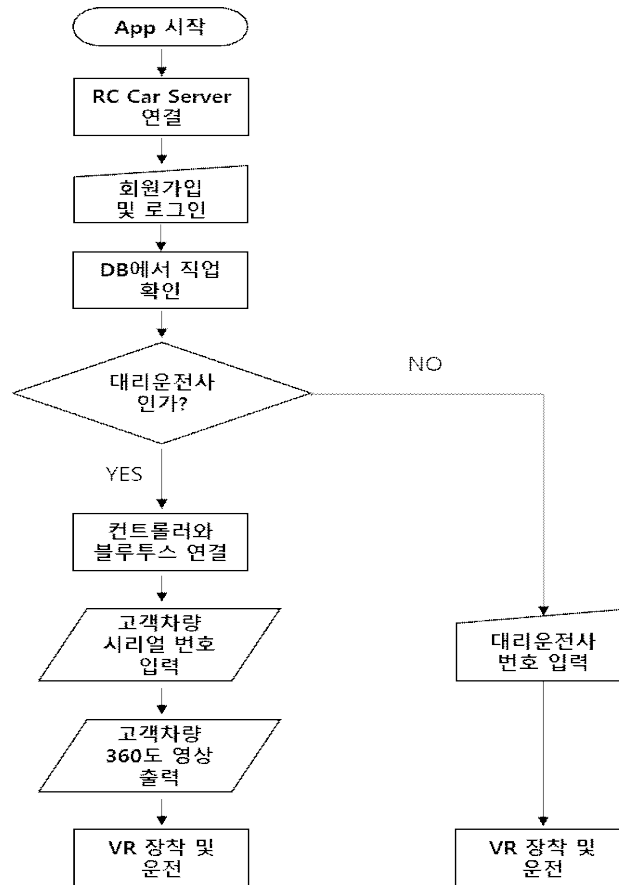 App 시작
RC Car Server
연결
회원가입
및 로그인
DB에서 직업
확인
대리운전사
인가?
NO
YES
컨트롤러와
블루투스 연결
고객차량
시리얼 번호
입력
대리운전사
번호 입력
고객차량
360도 영상
출력
VR 장착 및
운전
VR 장착 및
운전